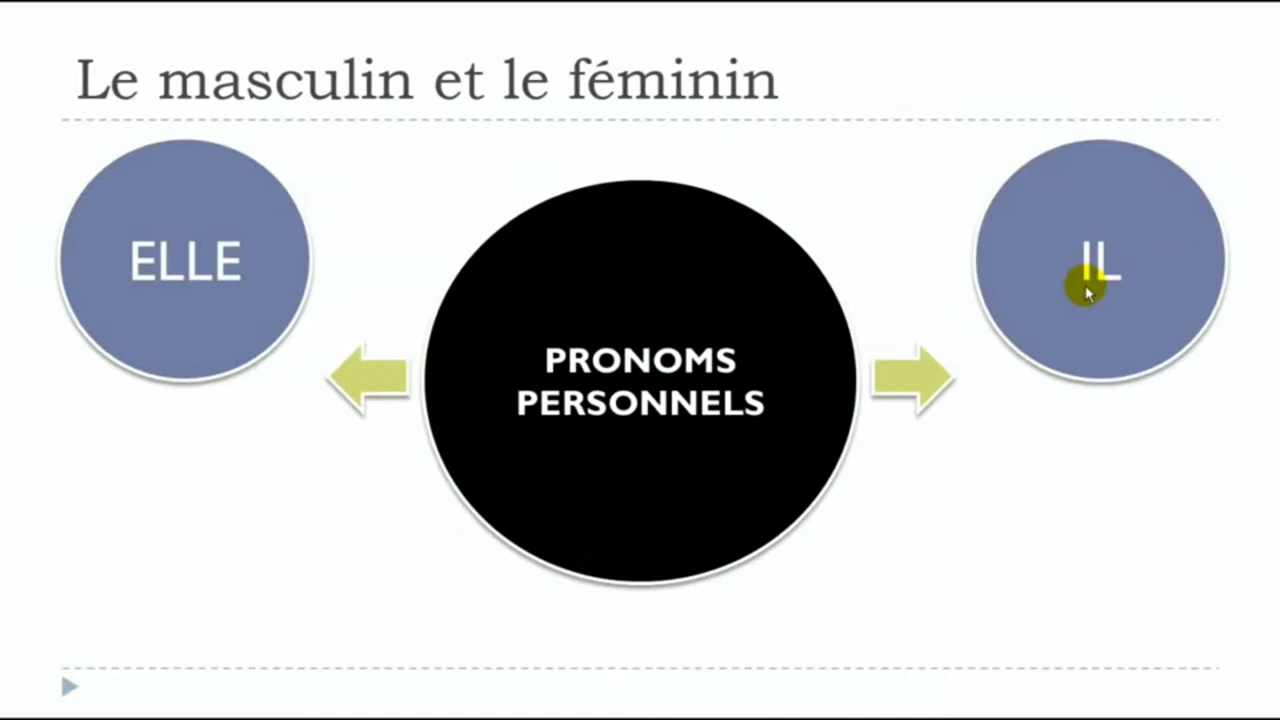 Le masculin et le féminin
ELLE
IL
PRONOMS
PERSONNELS